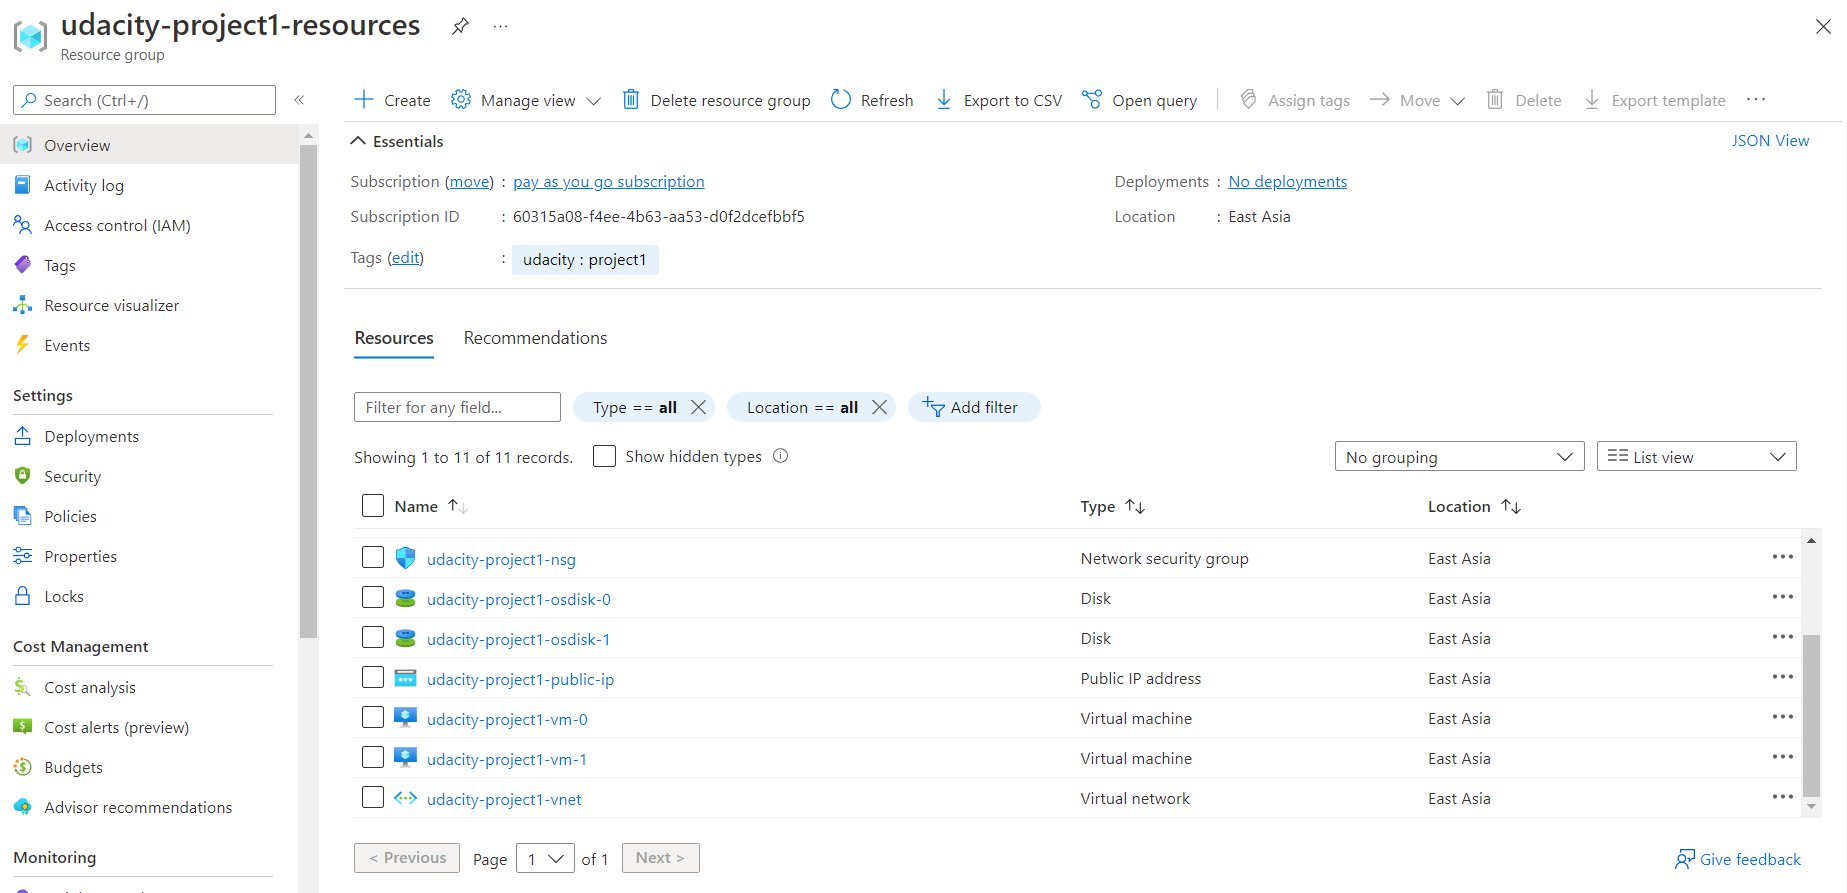 udacity-project1-resources
Resource group
Search (Ctrl+/)
Overview
Activity log
Access control (IAM)
Tags
Resource visualizer
Events
Settings
Deployments
Security
Policies
Properties
Locks
Cost Management
Cost analysis
Cost alerts (preview)
Budgets
Advisor recommendations
Monitoring
Create Manage view Delete resource group Refresh Export to CSV Open query Assign tags Move Delete Export template
Essentials JSON View
Subscription (move) : pay as you go subscription Deployments : No deployments
Subscription ID : 60315a08-f4ee-4b63-aa53-d0f2dcefbbf5 Location : East Asia
Tags (edit) : udacity : project1
Resources Recommendations
Filter for any field... Type == all Location == all Add filter
Showing 1 to 11 of 11 records. Show hidden types No grouping List view
Name Type Location
udacity-project1-nsg Network security group East Asia
udacity-project1-osdisk-0 Disk East Asia
udacity-project1-osdisk-1 Disk East Asia
udacity-project1-public-ip Public IP address East Asia
udacity-project1-vm-0 Virtual machine East Asia
udacity-project1-vm-1 Virtual machine East Asia
udacity-project1-vnet Virtual network East Asia
< Previous Page 1 of 1 Next > Give feedback